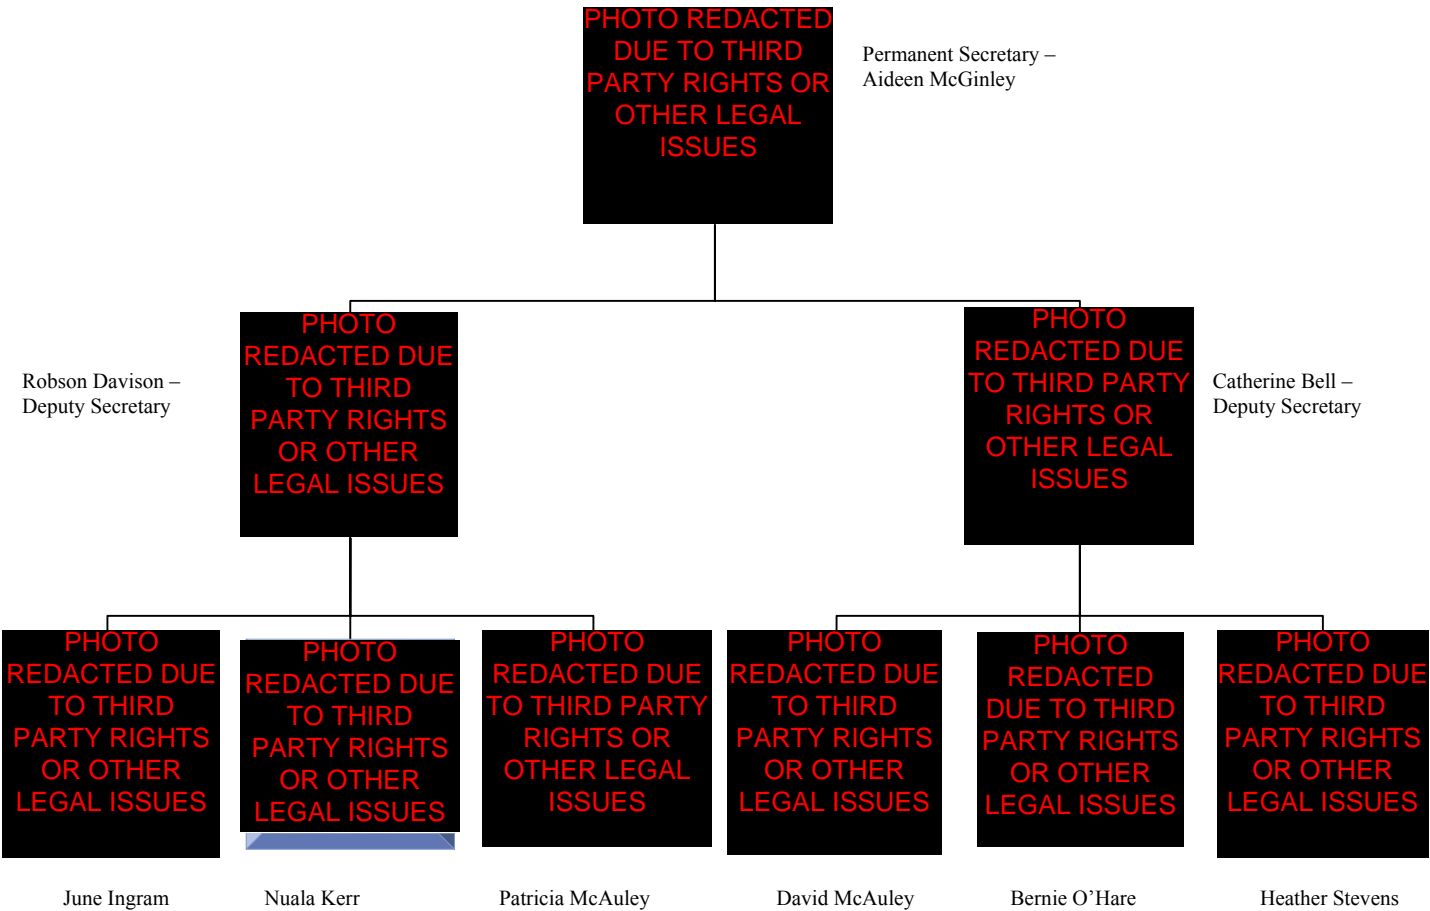 PHOTO REDACTED
DUE TO THIRD
PARTY RIGHTS OR
OTHER LEGAL
ISSUES
Permanent Secretary –
Aideen McGinley
Robson Davison –
Deputy Secretary
PHOTO
REDACTED DUE
TO THIRD
PARTY RIGHTS
OR OTHER
LEGAL ISSUES
PHOTO
REDACTED DUE
TO THIRD PARTY
RIGHTS OR
OTHER LEGAL
ISSUES
Catherine Bell –
Deputy Secretary
PHOTO
REDACTED DUE
TO THIRD
PARTY RIGHTS
OR OTHER
LEGAL ISSUES
PHOTO
REDACTED DUE
TO THIRD
PARTY RIGHTS
OR OTHER
LEGAL ISSUES
PHOTO
REDACTED DUE
TO THIRD PARTY
RIGHTS OR
OTHER LEGAL
ISSUES
PHOTO
REDACTED DUE
TO THIRD
PARTY RIGHTS
OR OTHER
LEGAL ISSUES
PHOTO
REDACTED
DUE TO THIRD
PARTY RIGHTS
OR OTHER
LEGAL ISSUES
PHOTO
REDACTED DUE
TO THIRD
PARTY RIGHTS
OR OTHER
LEGAL ISSUES
June Ingram
Nuala Kerr
Patricia McAuley
David McAuley
Bernie O’Hare
Heather Stevens